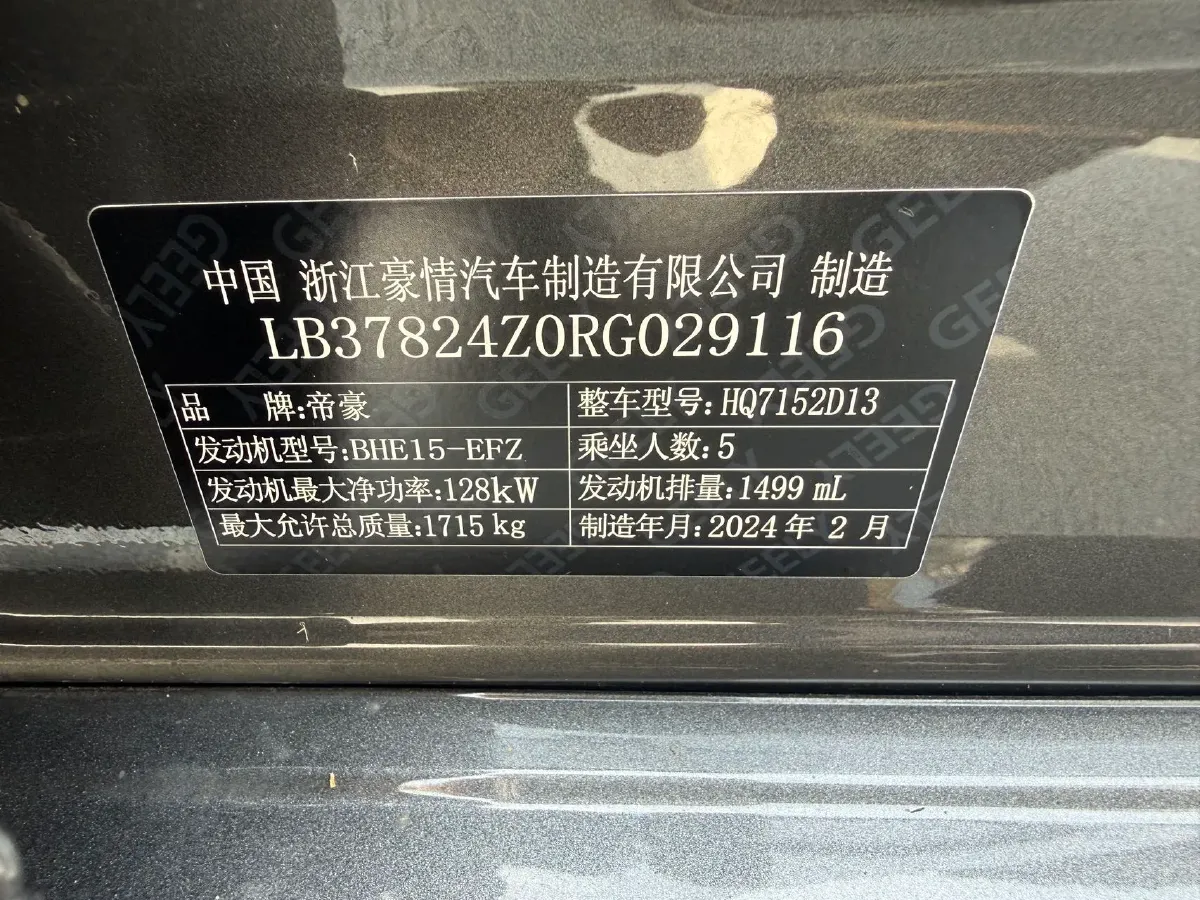 中国 浙江豪情汽车制造有限公司 制造
LB37824Z0RG029116
品 牌:帝豪 整车型号:HQ7152D13
发动机型号:BHE15-EFZ 乘坐人数:5
发动机最大净功率:128kW 发动机排量:1499 mL
最大允许总质量:1715 kg 制造年月:2024 年 2 月
GEELY